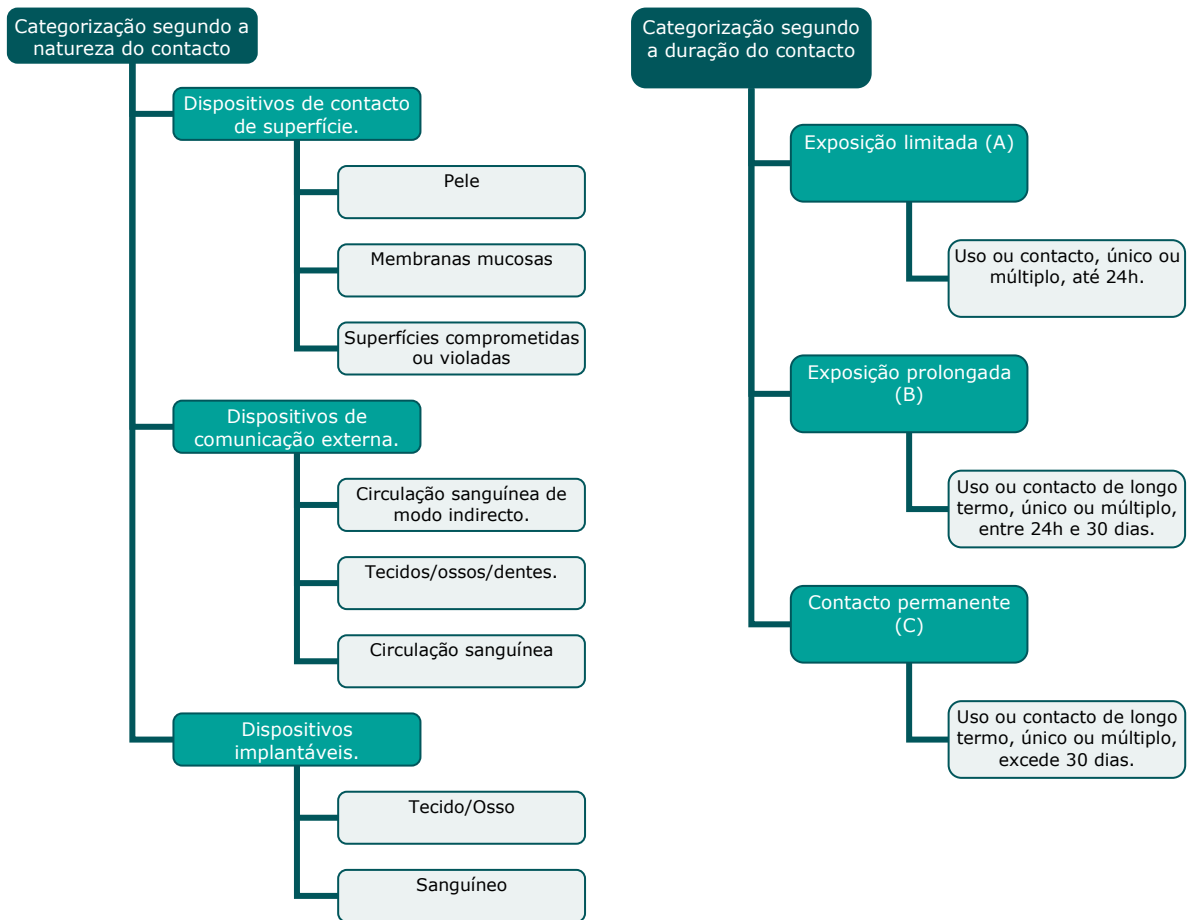 Categorização segundo a
natureza do contacto
Dispositivos de contacto
de superfície.
Pele
Membranas mucosas
Superfícies comprometidas
ou violadas
Dispositivos de
comunicação externa.
Circulação sanguínea de
modo indirecto.
Tecidos/ossos/dentes.
Circulação sanguínea
Dispositivos
implantáveis.
Tecido/Osso
Sanguíneo
Categorização segundo
a duração do contacto
Exposição limitada (A)
Uso ou contacto, único ou
múltiplo, até 24h.
Exposição prolongada
(B)
Uso ou contacto de longo
termo, único ou múltiplo,
entre 24h e 30 dias.
Contacto permanente
(C)
Uso ou contacto de longo
termo, único ou múltiplo,
excede 30 dias.